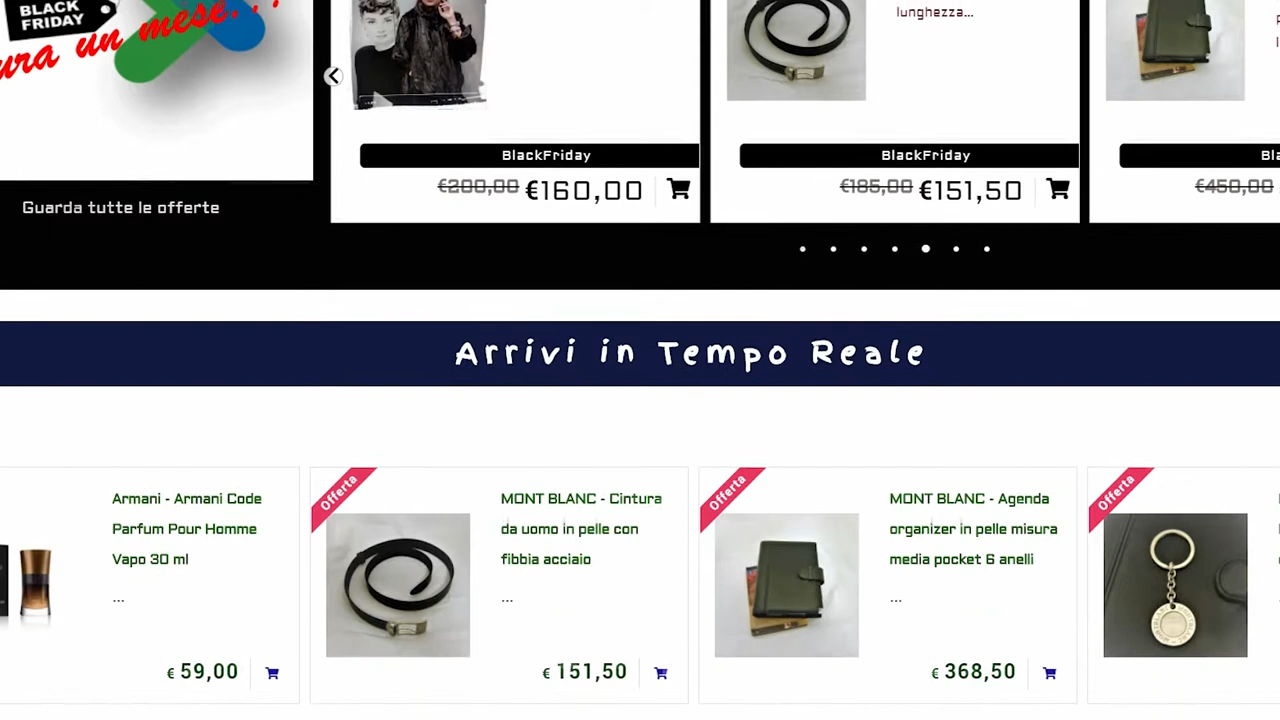 BLACK
FRIDAY
un mese...
Guarda tutte le offerte
lunghezza...
BlackFriday
€200,00 €160,00
BlackFriday
€185,00 €151,50
€450,00
Arrivi in Tempo Reale
Armani - Armani Code
Parfum Pour Homme
Vapo 30 ml
...
€ 59,00
Offerta
MONT BLANC - Cintura
da uomo in pelle con
fibbia acciaio
...
€ 151,50
Offerta
MONT BLANC - Agenda
organizer in pelle misura
media pocket 6 anelli
...
€ 368,50
Offerta